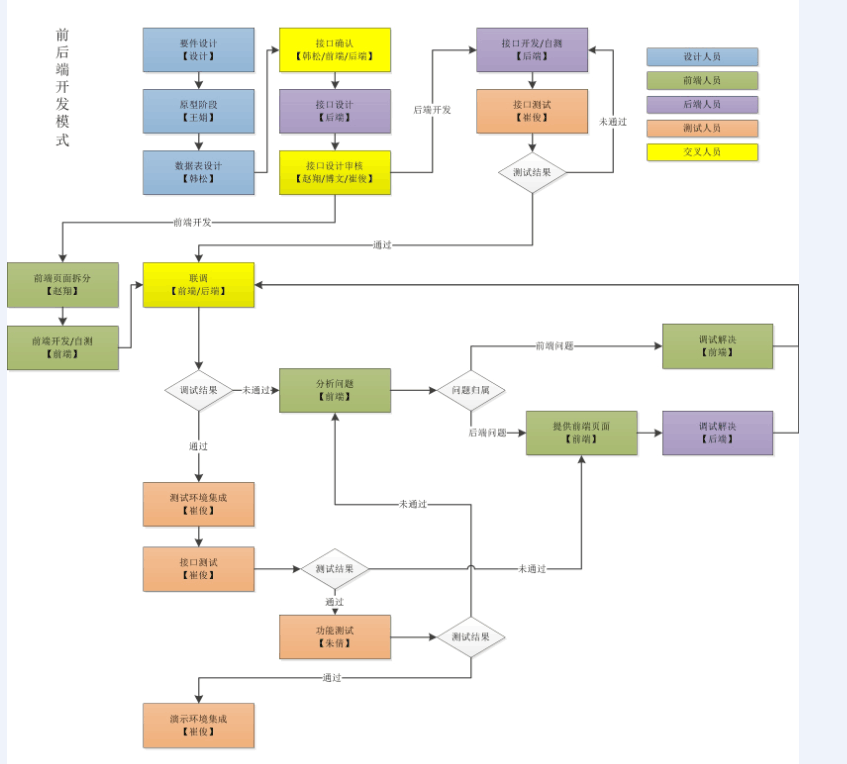 前后端开发模式
要件设计
【设计】
接口确认
【韩松/前端/后端】
接口开发/自测
【后端】
设计人员
前端人员
后端人员
测试人员
交叉人员
原型阶段
【王娟】
接口设计
【后端】
后端开发
接口测试
【崔俊】
未通过
数据表设计
【韩松】
接口设计审核
【赵翔/博文/崔俊】
测试结果
前端开发
通过
前端页面拆分
【赵翔】
联调
【前端/后端】
前端开发/自测
【前端】
前端问题
调试解决
【前端】
调试结果
未通过
分析问题
【前端】
问题归属
后端问题
提供前端页面
【前端】
调试解决
【后端】
通过
测试环境集成
【崔俊】
未通过
接口测试
【崔俊】
测试结果
未通过
通过
功能测试
【朱倩】
测试结果
通过
演示环境集成
【崔俊】